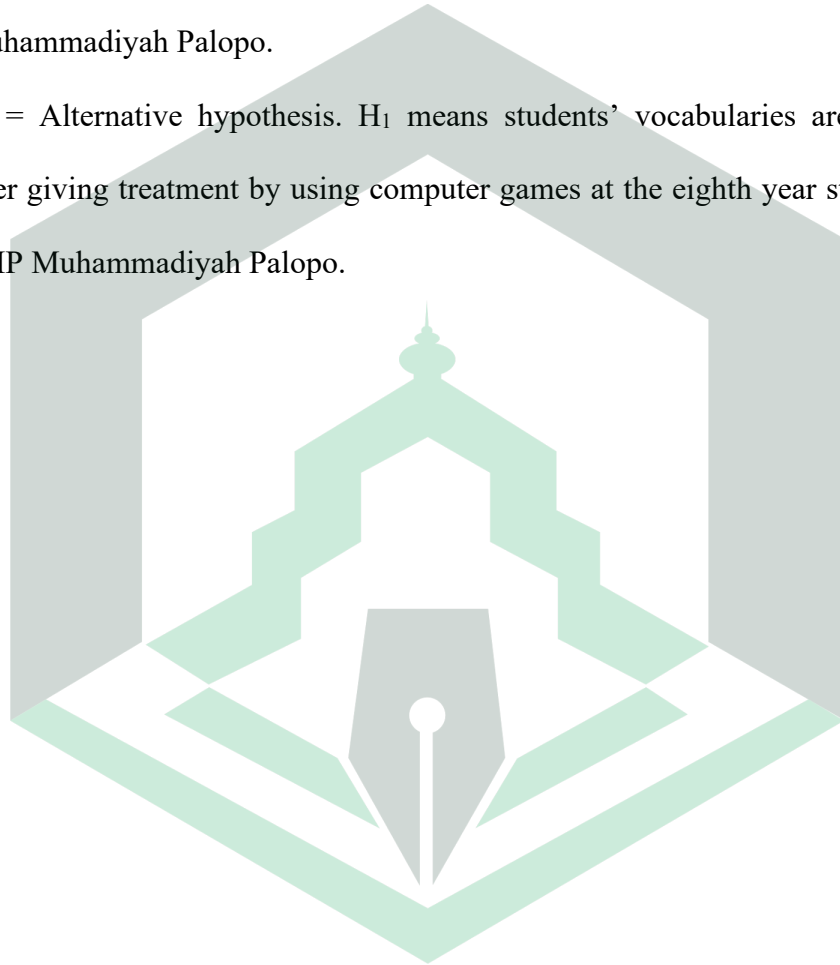 uhammadiyah Palopo.
= Alternative hypothesis. H₁ means students’ vocabularies are
er giving treatment by using computer games at the eighth year s
IP Muhammadiyah Palopo.